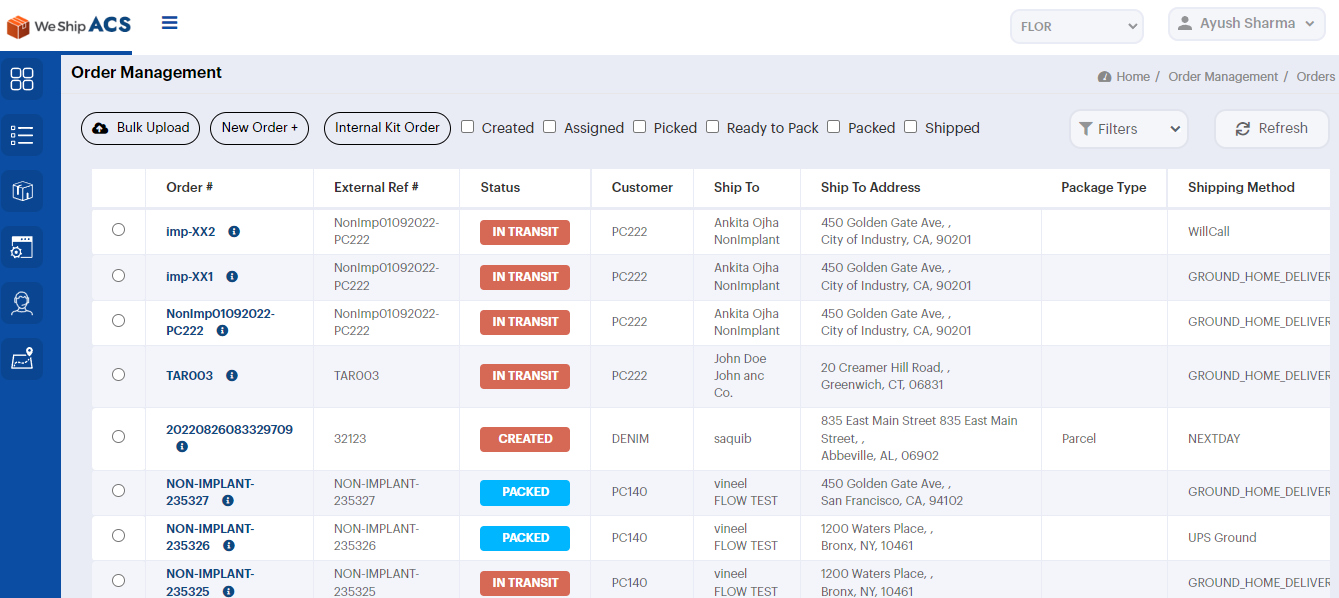 We Ship ACS
FLOR
Ayush Sharma
Order Management
Home / Order Management / Orders
Bulk Upload
New Order +
Internal Kit Order
Created
Assigned
Picked
Ready to Pack
Packed
Shipped
Filters
Refresh
Order # External Ref # Status Customer Ship To Ship To Address Package Type Shipping Method
imp-XX2
NonImp01092022-
PC222
IN TRANSIT
PC222
Ankita Ojha
NonImplant
450 Golden Gate Ave, ,
City of Industry, CA, 90201
WillCall
imp-XX1
NonImp01092022-
PC222
IN TRANSIT
PC222
Ankita Ojha
NonImplant
450 Golden Gate Ave, ,
City of Industry, CA, 90201
GROUND_HOME_DELIVER
NonImp01092022-
PC222
NonImp01092022-
PC222
IN TRANSIT
PC222
Ankita Ojha
NonImplant
450 Golden Gate Ave, ,
City of Industry, CA, 90201
GROUND_HOME_DELIVER
TAR003
TAR003
IN TRANSIT
PC222
John Doe
John anc
Co.
20 Creamer Hill Road, ,
Greenwich, CT, 06831
GROUND_HOME_DELIVER
20220826083329709
32123
CREATED
DENIM
saquib
835 East Main Street 835 East Main
Street, ,
Abbeville, AL, 06902
Parcel
NEXTDAY
NON-IMPLANT-
235327
NON-IMPLANT-
235327
PACKED
PC140
vineel
FLOW TEST
450 Golden Gate Ave, ,
San Francisco, CA, 94102
GROUND_HOME_DELIVER
NON-IMPLANT-
235326
NON-IMPLANT-
235326
PACKED
PC140
vineel
FLOW TEST
1200 Waters Place, ,
Bronx, NY, 10461
UPS Ground
NON-IMPLANT-
235325
NON-IMPLANT-
235325
IN TRANSIT
PC140
vineel
FLOW TEST
1200 Waters Place, ,
Bronx, NY, 10461
GROUND_HOME_DELIVER